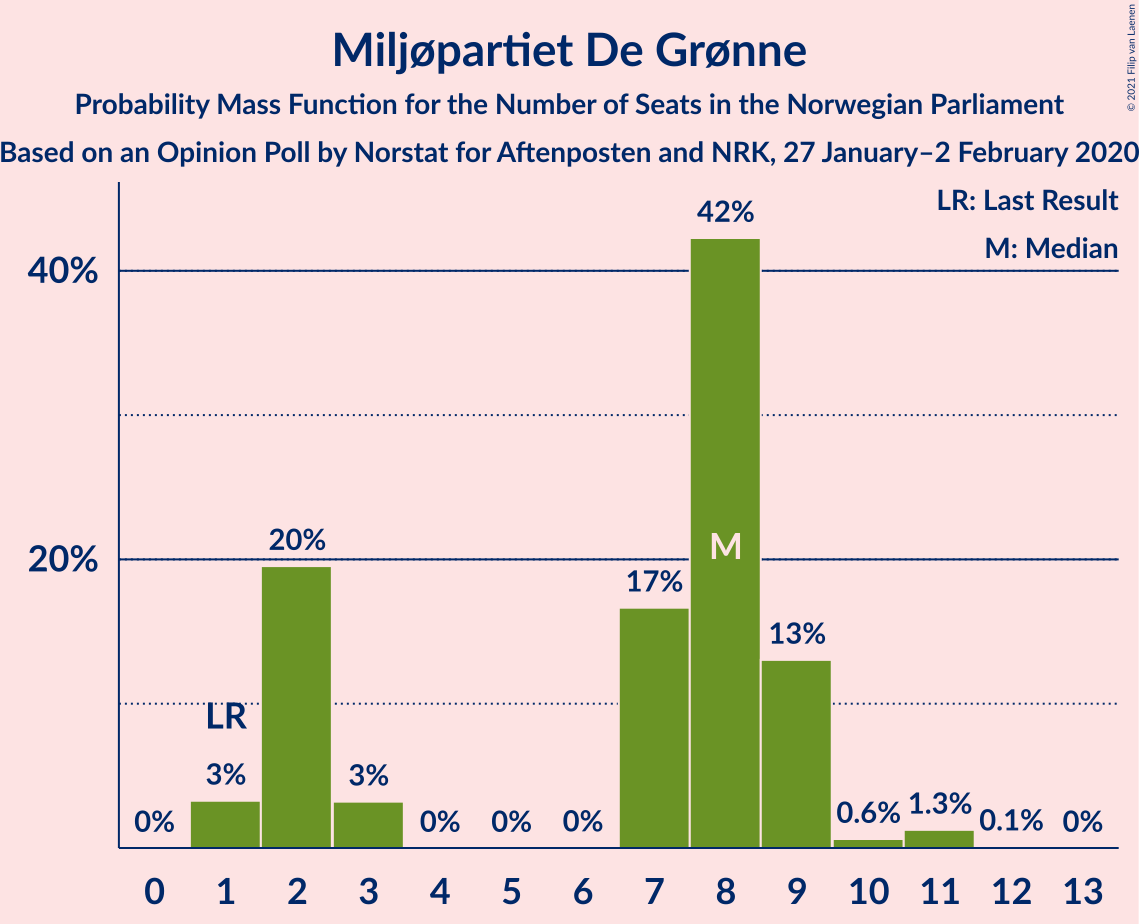 Miljøpartiet De Grønne
Probability Mass Function for the Number of Seats in the Norwegian Parliament
Based on an Opinion Poll by Norstat for Aftenposten and NRK, 27 January–2 February 2020
© 2021 Filip van Laenen
LR: Last Result
M: Median
40%
20%
0%
3%
LR
20%
3%
0%
0%
0%
17%
42%
M
13%
0.6%
1.3%
0.1%
0%
0 1 2 3 4 5 6 7 8 9 10 11 12 13